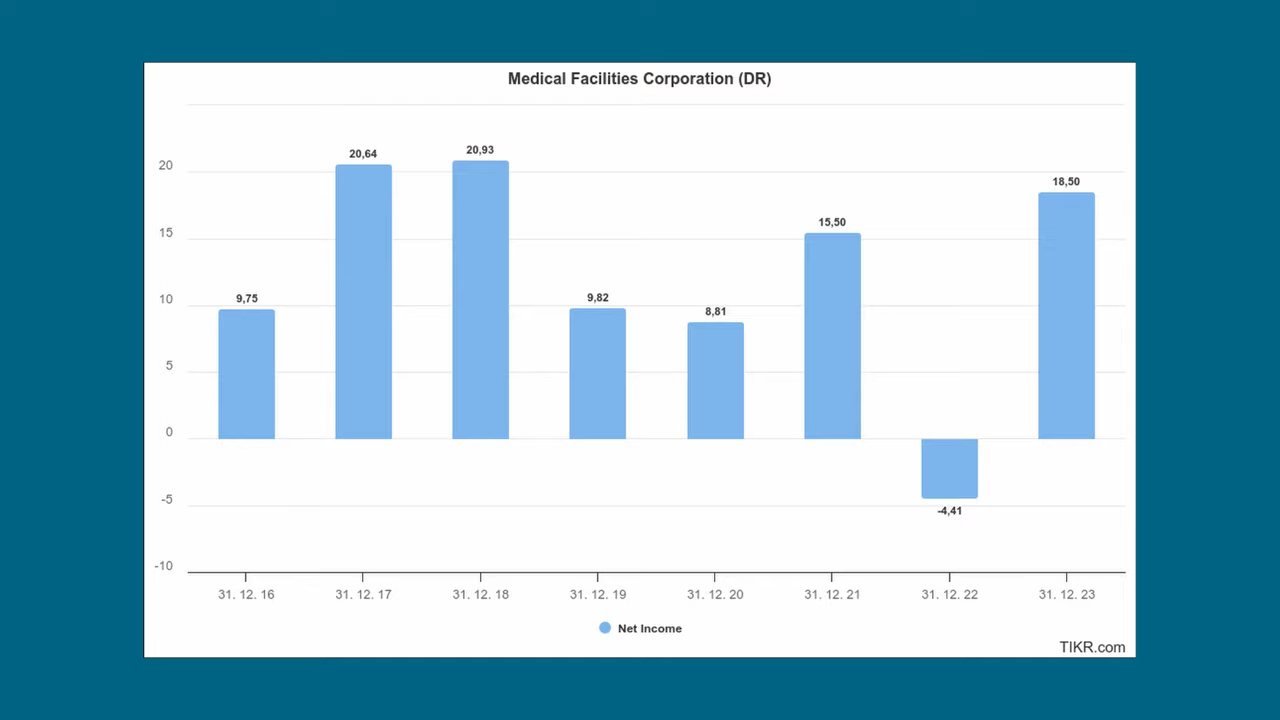 Medical Facilities Corporation (DR)
20
15
10
5
0
-5
-10
9,75
20,64
20,93
9,82
8,81
15,50
-4,41
18,50
31. 12. 16
31. 12. 17
31. 12. 18
31. 12. 19
31. 12. 20
31. 12. 21
31. 12. 22
31. 12. 23
Net Income
TIKR.com